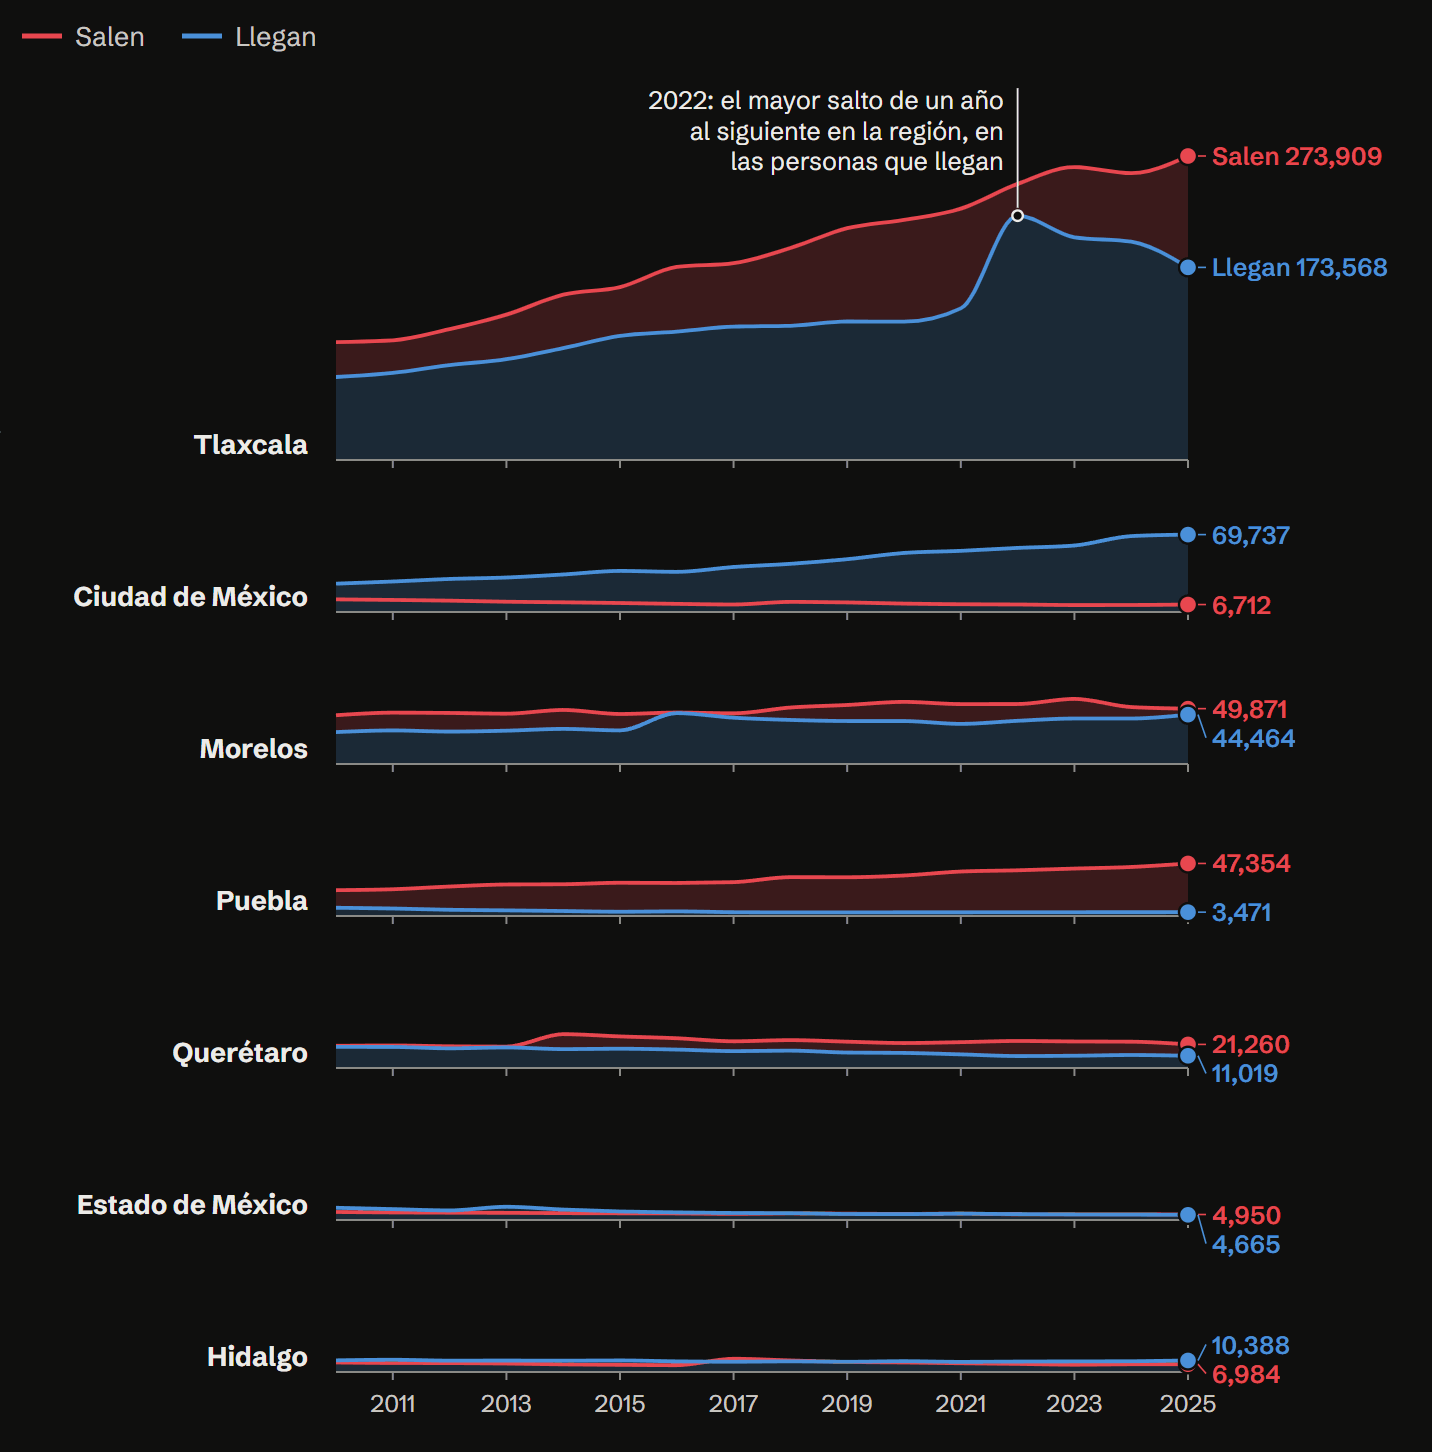 Salen
Llegan
2022: el mayor salto de un año
al siguiente en la región, en
las personas que llegan
Salen 273,909
Llegan 173,568
Tlaxcala
69,737
Ciudad de México
6,712
49,871
44,464
Morelos
47,354
Puebla
3,471
21,260
Querétaro
11,019
Estado de México
4,950
4,665
10,388
Hidalgo
6,984
2011 2013 2015 2017 2019 2021 2023 2025